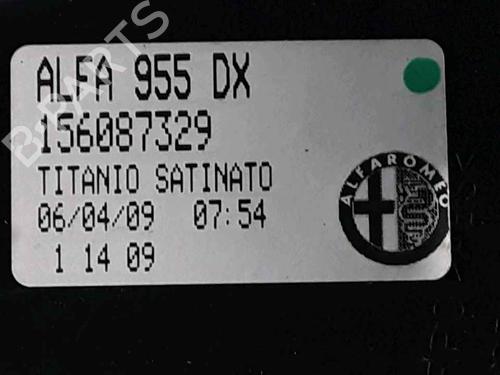 ALFA 955 DX
156087329
TITANIO SATINATO
06/04/09 07:54
1 14 09
ALFA ROMEO
B-PARTS